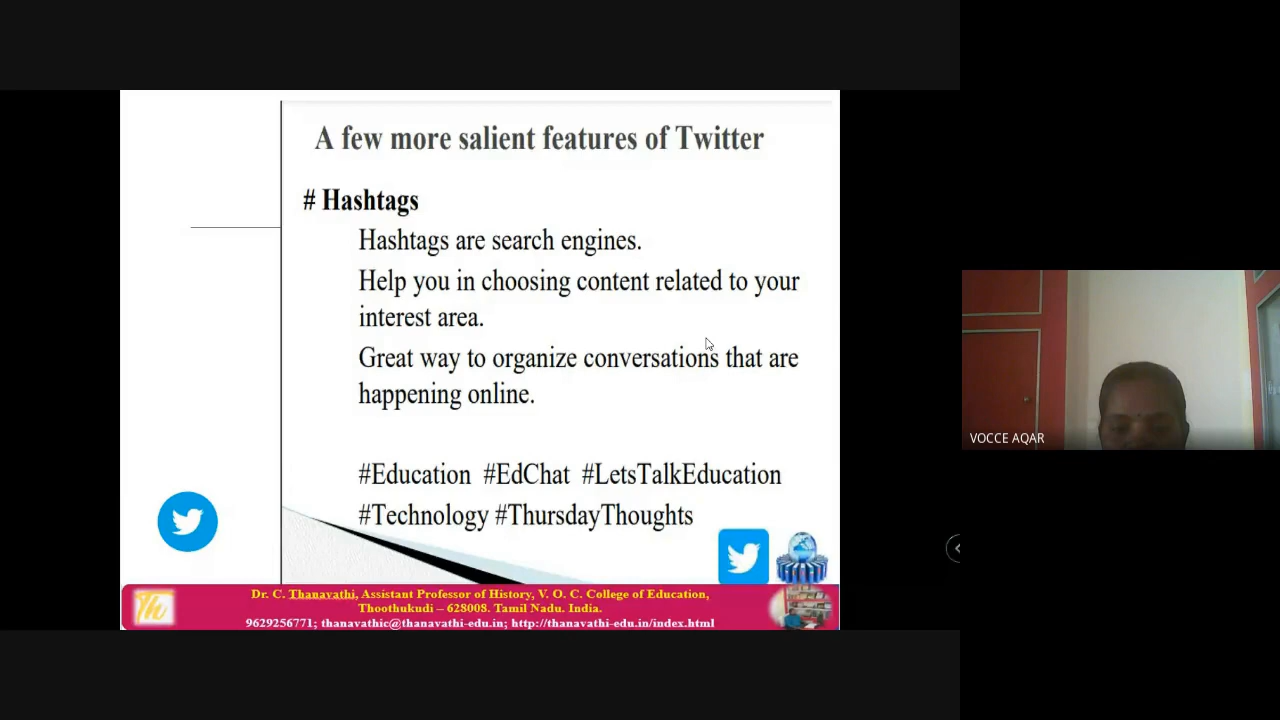 A few more salient features of Twitter
# Hashtags
Hashtags are search engines.
Help you in choosing content related to your
interest area.
Great way to organize conversations that are
happening online.
#Education #EdChat #LetsTalkEducation
#Technology #ThursdayThoughts
Th
Dr. C. Thanavathi, Assistant Professor of History, V. O. C. College of Education,
Thoothukudi – 628008. Tamil Nadu. India.
9629256771; thanavathic@thanavathi-edu.in; http://thanavathi-edu.in/index.html
VOCCE AQAR